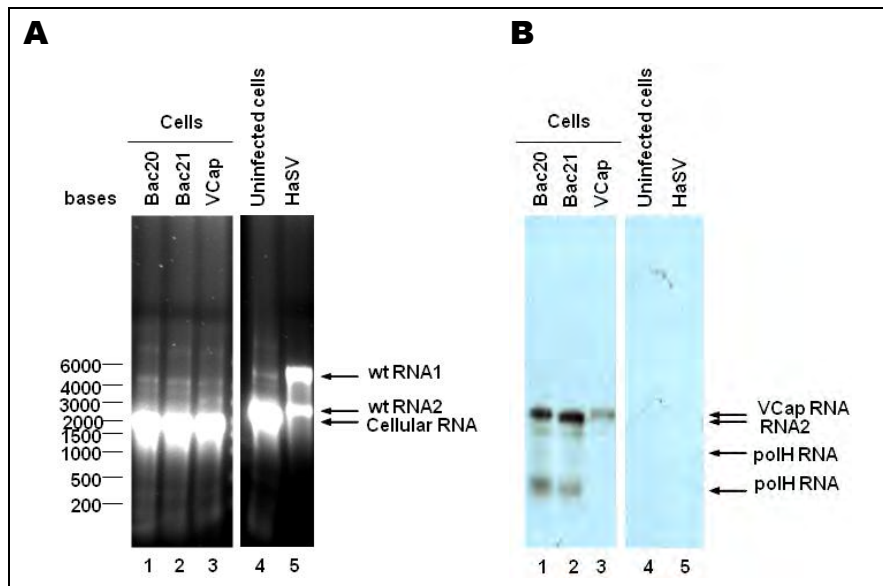 A
Cells
Bac20
Bac21
VCap
Uninfected cells
HaSV
bases
6000
4000
3000
2000
1500
1000
500
200
wt RNA1
wt RNA2
Cellular RNA
1 2 3 4 5
B
Cells
Bac20
Bac21
VCap
Uninfected cells
HaSV
VCap RNA
RNA2
polH RNA
polH RNA
1 2 3 4 5